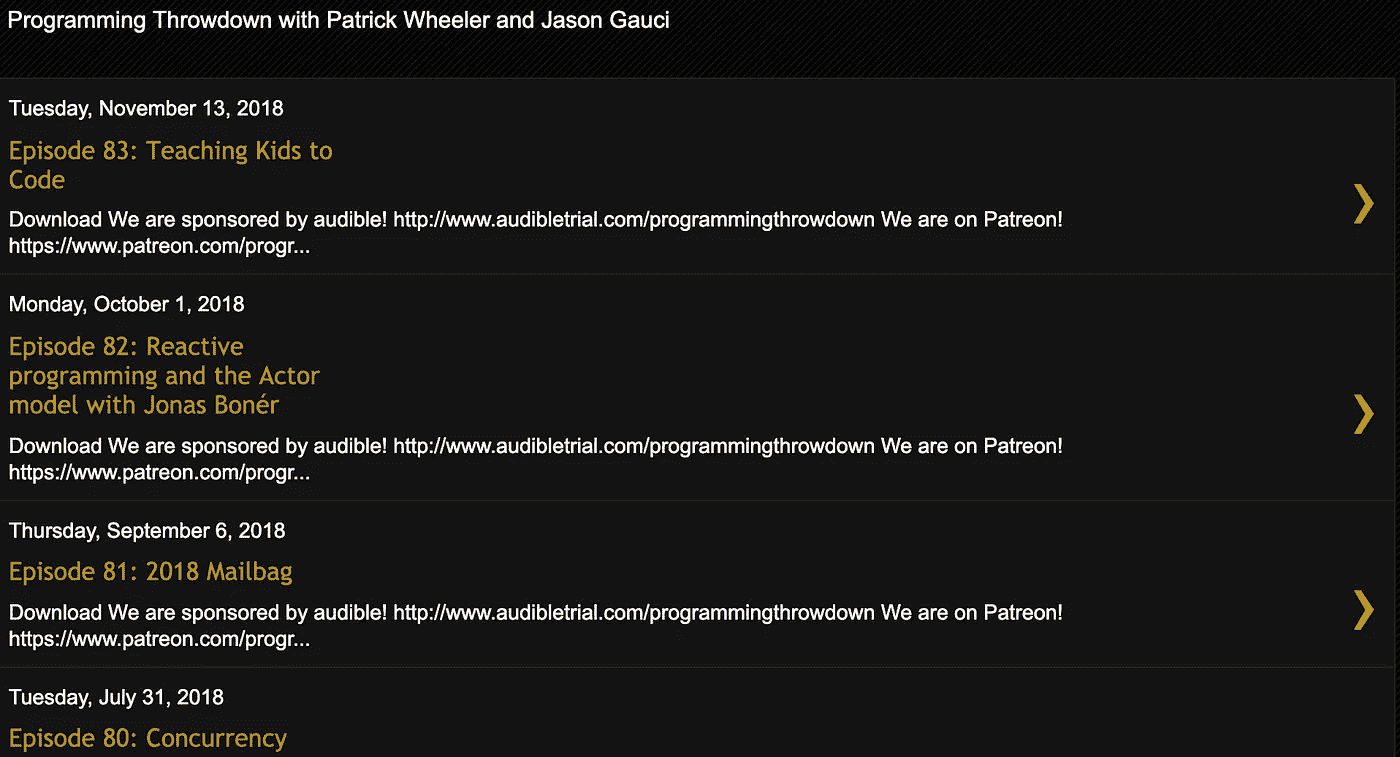 Programming Throwdown with Patrick Wheeler and Jason Gauci
Tuesday, November 13, 2018
Episode 83: Teaching Kids to
Code
Download We are sponsored by audible! http://www.audibletrial.com/programmingthrowdown We are on Patreon!
https://www.patreon.com/progr...
Monday, October 1, 2018
Episode 82: Reactive
programming and the Actor
model with Jonas Bonér
Download We are sponsored by audible! http://www.audibletrial.com/programmingthrowdown We are on Patreon!
https://www.patreon.com/progr...
Thursday, September 6, 2018
Episode 81: 2018 Mailbag
Download We are sponsored by audible! http://www.audibletrial.com/programmingthrowdown We are on Patreon!
https://www.patreon.com/progr...
Tuesday, July 31, 2018
Episode 80: Concurrency